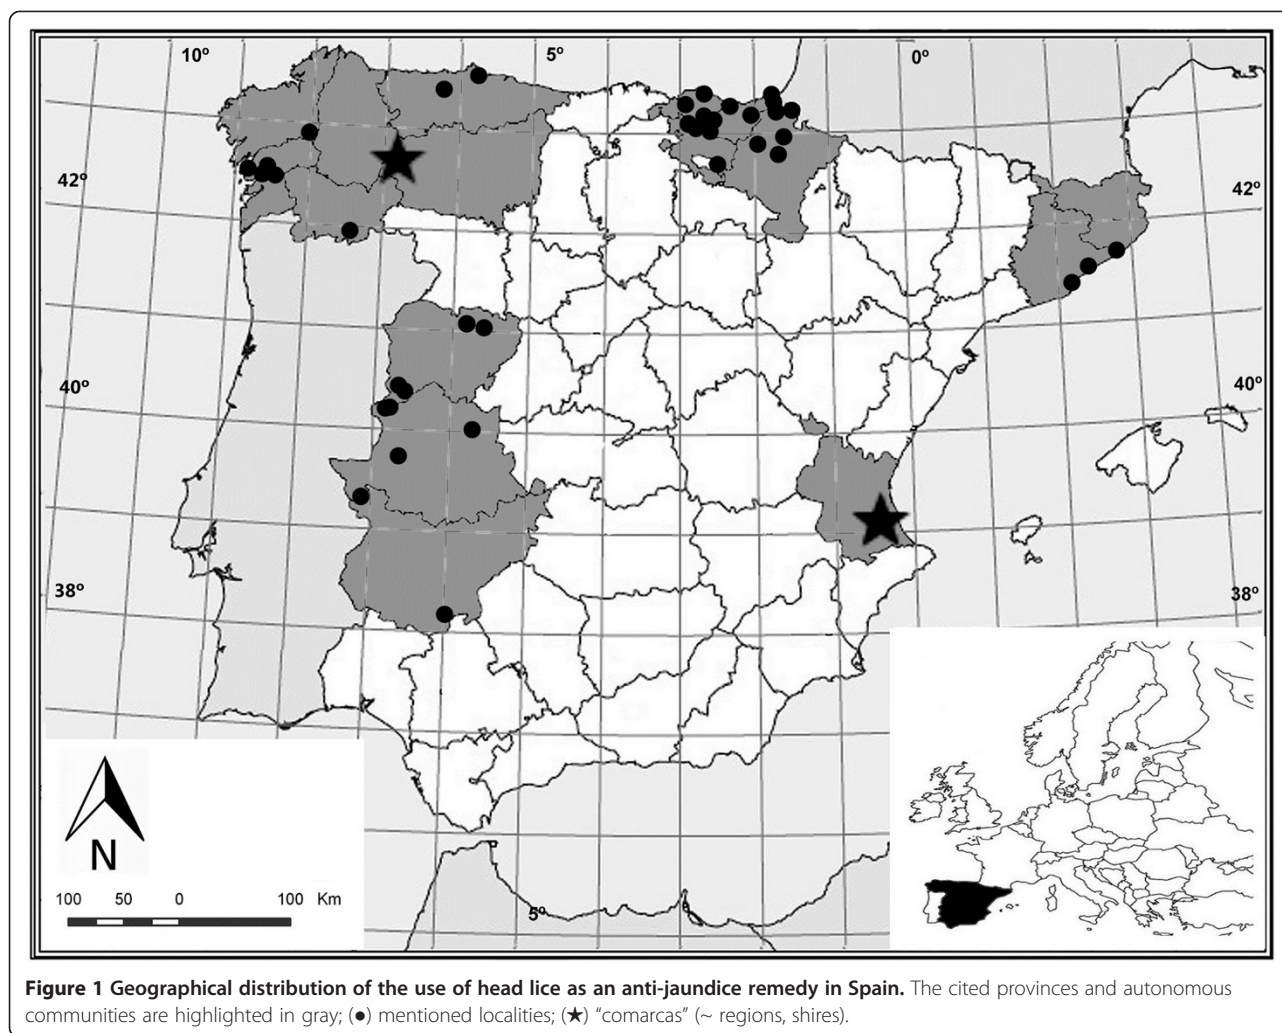 10º 5º 0º
42º 42º
40º 40º
38º 38º
N
100 50 0 100 Km
5º
Figure 1 Geographical distribution of the use of head lice as an anti-jaundice remedy in Spain. The cited provinces and autonomous
communities are highlighted in gray; (●) mentioned localities; (★) “comarcas” (~ regions, shires).